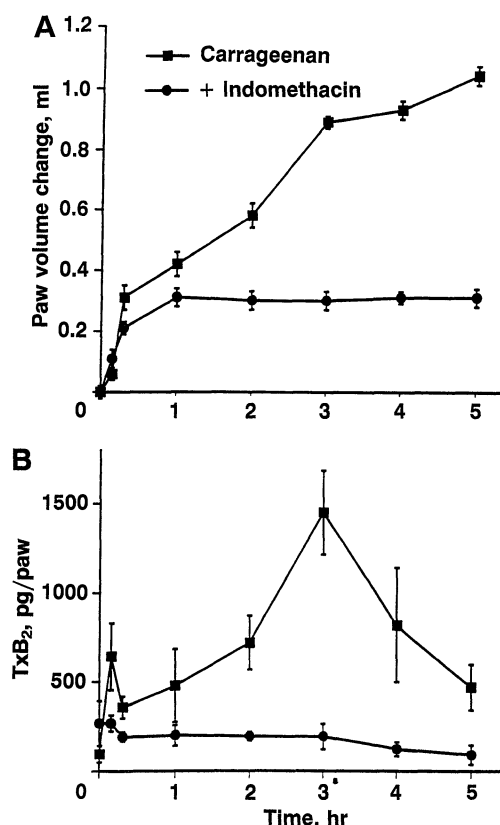 A
1.2
Carrageenan
+ Indomethacin
1.0
0.8
0.6
0.4
0.2
0
1 2 3 4 5
Paw volume change, ml
B
1500
1000
500
0
1 2 3 4 5
TxB₂, pg/paw
Time, hr